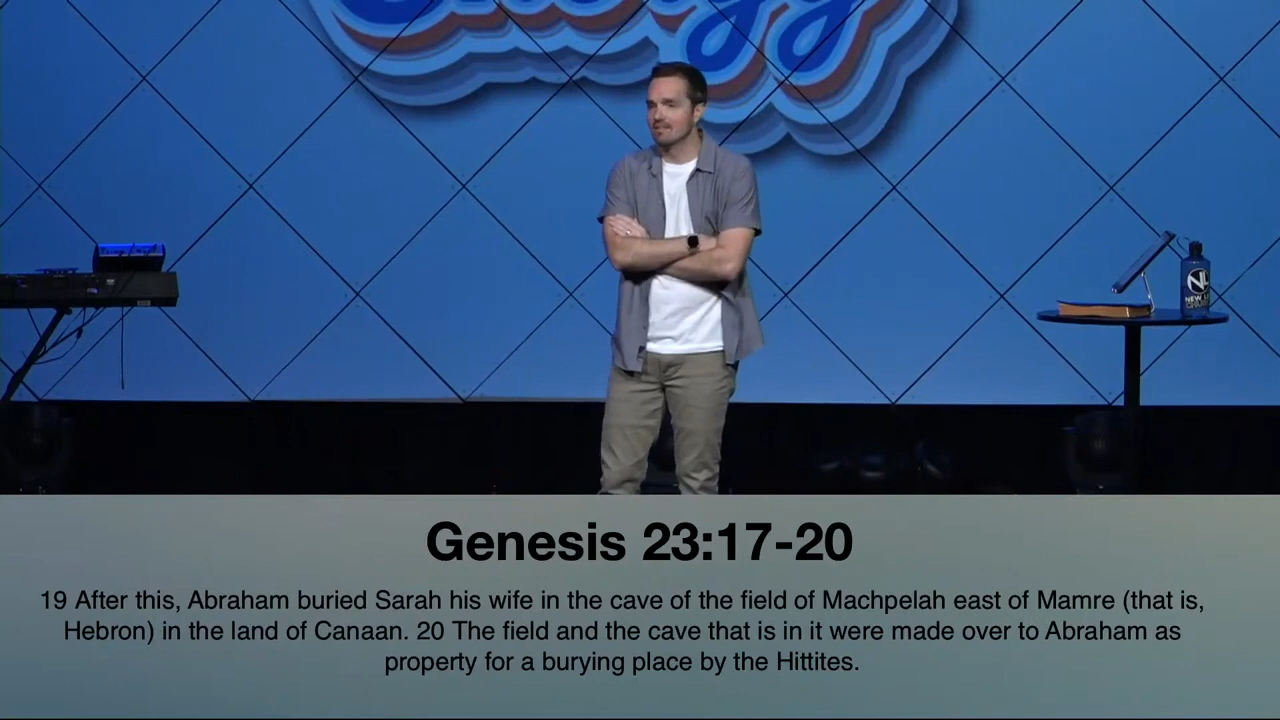 NL
NEW
Genesis 23:17-20
19 After this, Abraham buried Sarah his wife in the cave of the field of Machpelah east of Mamre (that is,
Hebron) in the land of Canaan. 20 The field and the cave that is in it were made over to Abraham as
property for a burying place by the Hittites.